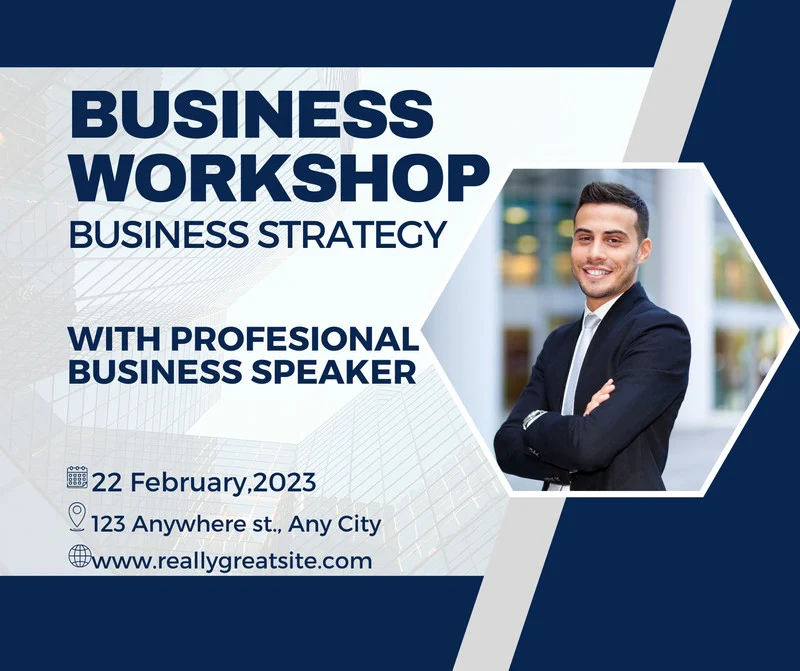 BUSINESS
WORKSHOP
BUSINESS STRATEGY
WITH PROFESIONAL
BUSINESS SPEAKER
22 February,2023
123 Anywhere st., Any City
www.reallygreatsite.com